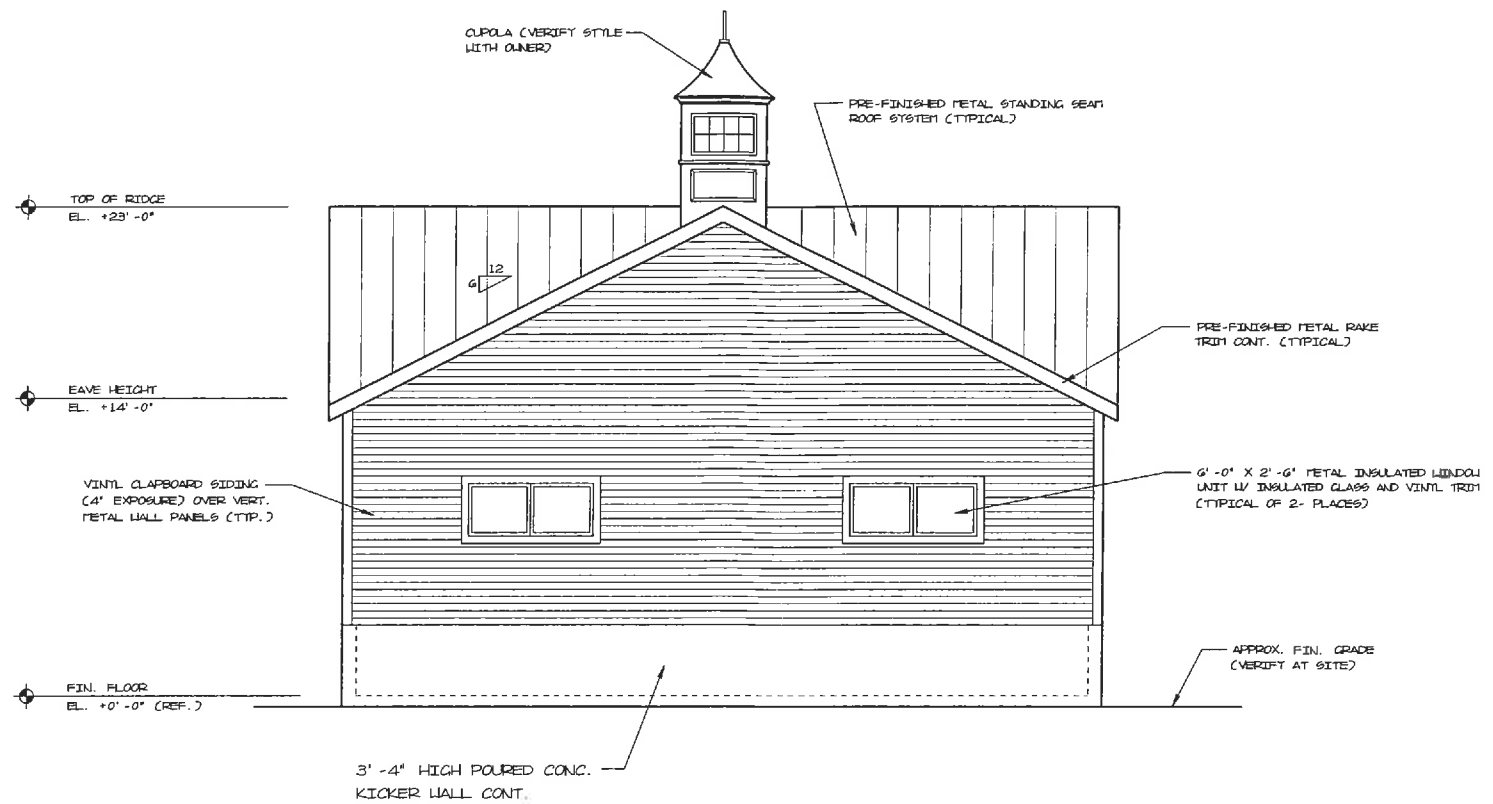 CUPOLA (VERIFY STYLE
WITH OWNER)
PRE-FINISHED METAL STANDING SEAM
ROOF SYSTEM (TYPICAL)
TOP OF RIDGE
EL. +23'-0"
12
6
PRE-FINISHED METAL RAKE
TRIM CONT. (TYPICAL)
EAVE HEIGHT
EL. +14'-0"
VINYL CLAPBOARD SIDING
(4" EXPOSURE) OVER VERT.
METAL WALL PANELS (TYP.)
6'-0" X 2'-6" METAL INSULATED WINDOW
UNIT W/ INSULATED GLASS AND VINYL TRIM
(TYPICAL OF 2- PLACES)
APPROX. FIN. GRADE
(VERIFY AT SITE)
FIN. FLOOR
EL. +0'-0" (REF.)
3'-4" HIGH POURED CONC.
KICKER WALL CONT.